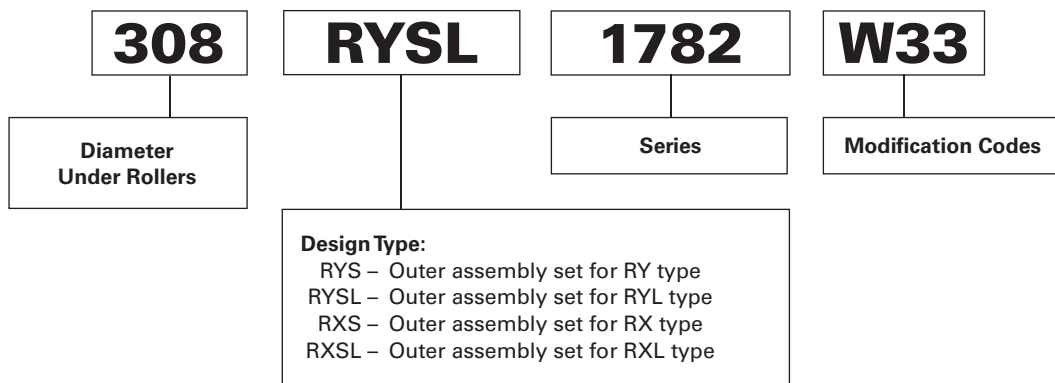 308 RYSL 1782 W33
Diameter
Under Rollers
Series
Modification Codes
Design Type:
RYS – Outer assembly set for RY type
RYSL – Outer assembly set for RYL type
RXS – Outer assembly set for RX type
RXSL – Outer assembly set for RXL type